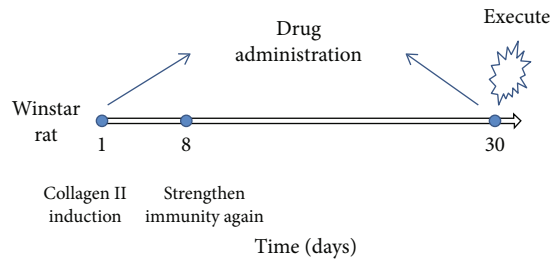 Execute
Drug
administration
Winstar
rat
1
8
30
Collagen II
induction
Strengthen
immunity again
Time (days)